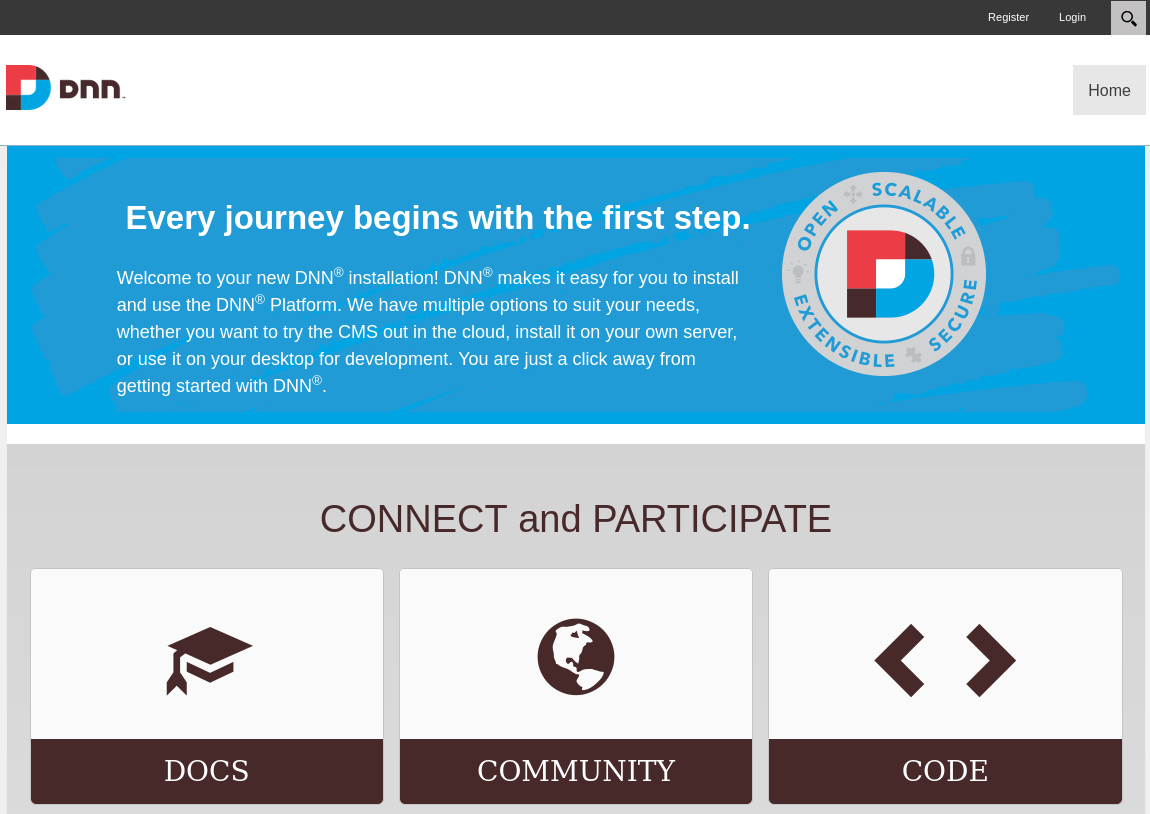 Register Login
DNN
Home
Every journey begins with the first step.
Welcome to your new DNN® installation! DNN® makes it easy for you to install
and use the DNN® Platform. We have multiple options to suit your needs,
whether you want to try the CMS out in the cloud, install it on your own server,
or use it on your desktop for development. You are just a click away from
getting started with DNN®.
OPEN
SCALABLE
SECURE
EXTENSIBLE
CONNECT and PARTICIPATE
DOCS
COMMUNITY
CODE